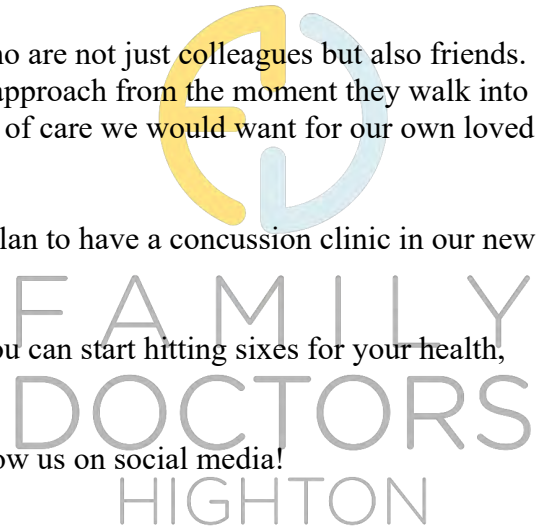 ho are not just colleagues but also friends.
approach from the moment they walk into
of care we would want for our own loved
lan to have a concussion clinic in our new
FAMILY
ou can start hitting sixes for your health,
DOCTORS
ow us on social media!
HIGHTON